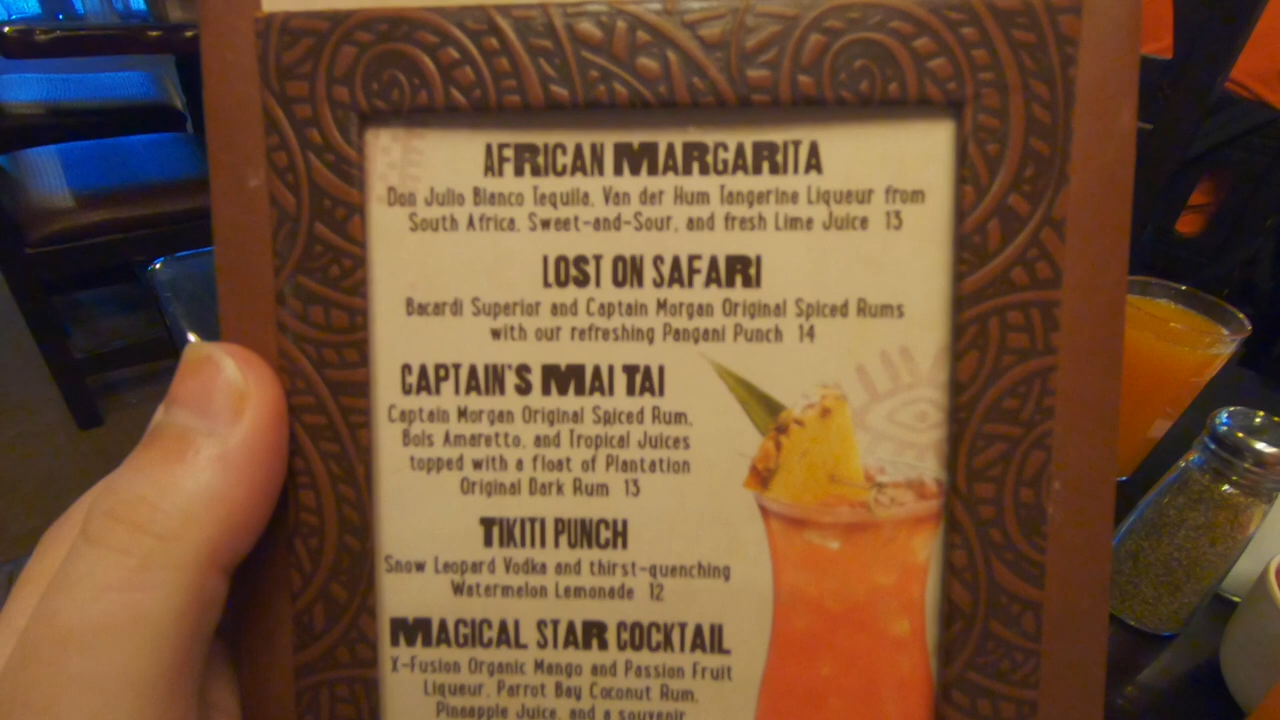 AFRICAN MARGARITA
Don Julio Blanco Tequila, Van der Hum Tangerine Liqueur from
South Africa, Sweet-and-Sour, and fresh Lime Juice 13
LOST ON SAFARI
Bacardi Superior and Captain Morgan Original Spiced Rums
with our refreshing Pangani Punch 14
CAPTAIN'S MAI TAI
Captain Morgan Original Spiced Rum,
Bols Amaretto, and Tropical Juices
topped with a float of Plantation
Original Dark Rum 13
TIKITI PUNCH
Snow Leopard Vodka and thirst-quenching
Watermelon Lemonade 12
MAGICAL STAR COCKTAIL
X-Fusion Organic Mango and Passion Fruit
Liqueur, Parrot Bay Coconut Rum,
Pineapple Juice, and a souvenir